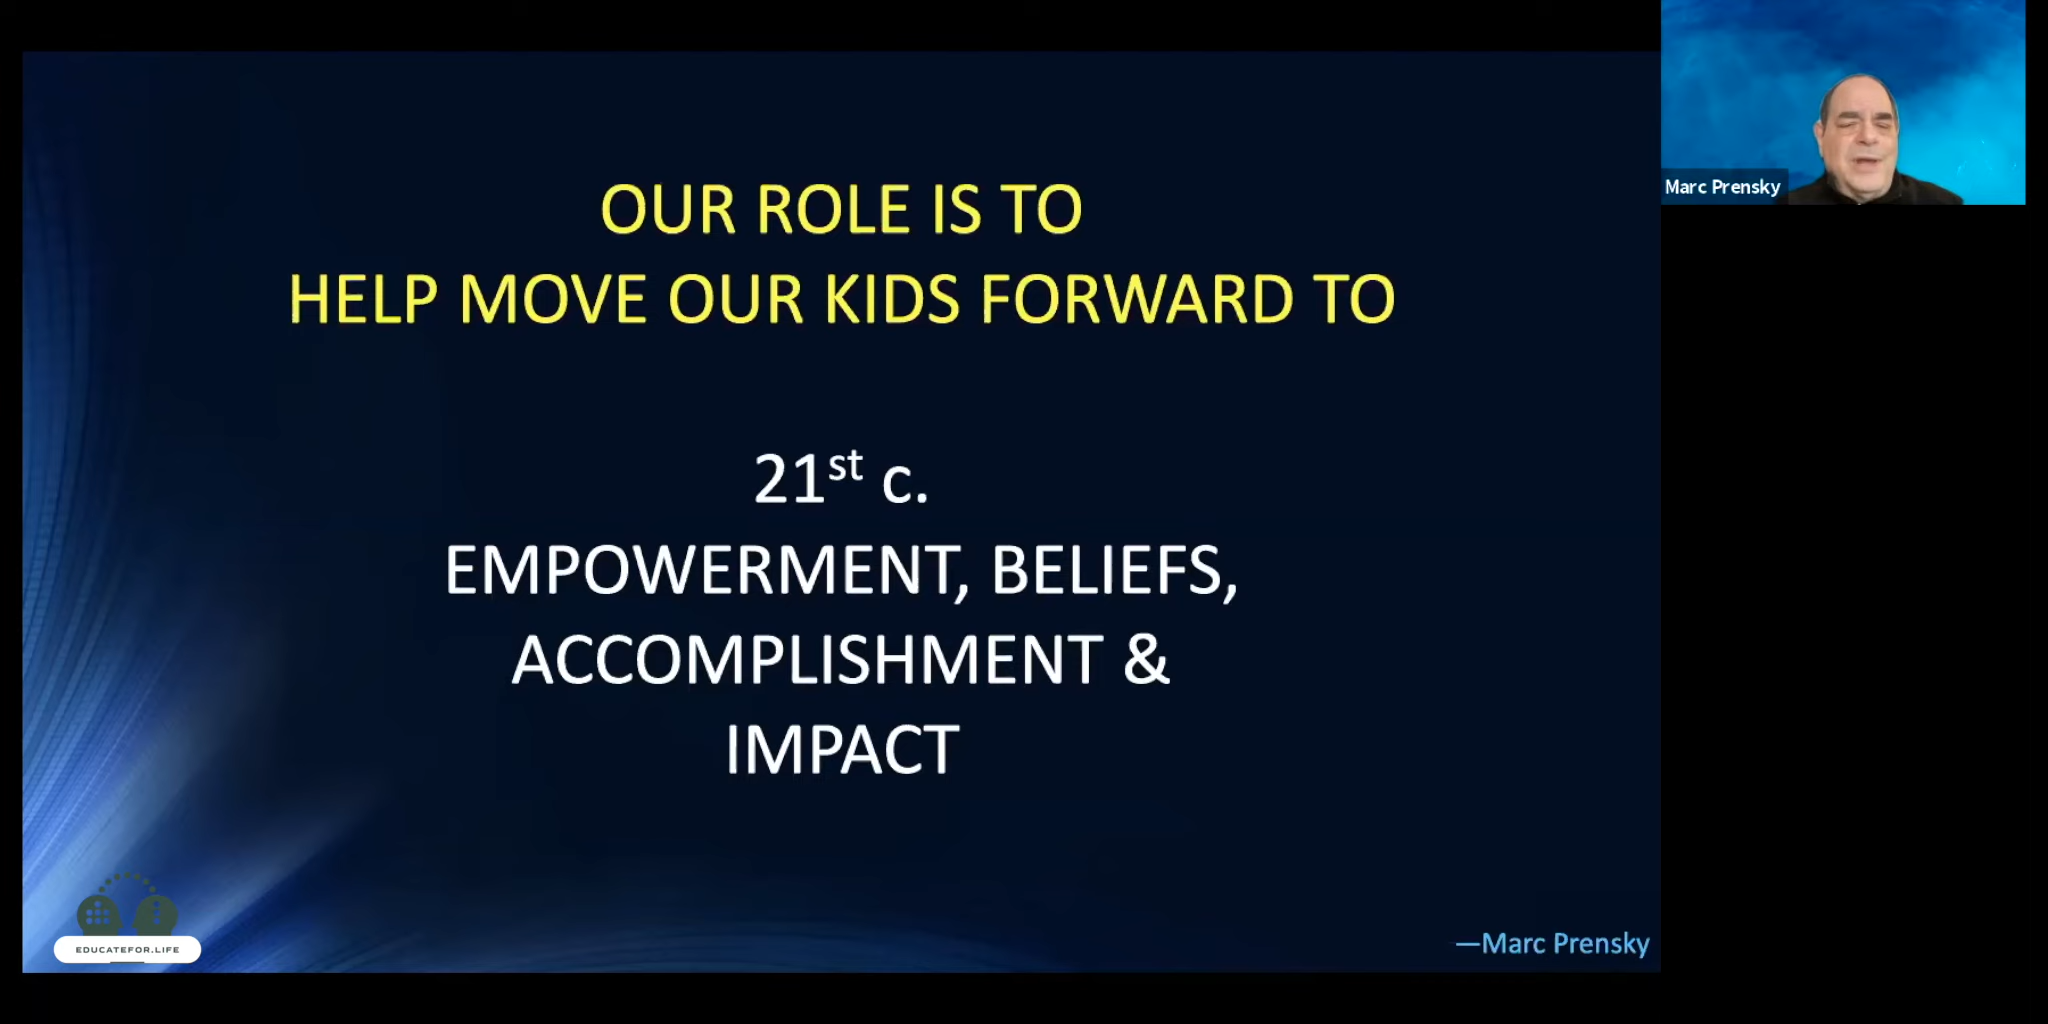 OUR ROLE IS TO
HELP MOVE OUR KIDS FORWARD TO
21st c.
EMPOWERMENT, BELIEFS,
ACCOMPLISHMENT &
IMPACT
—Marc Prensky
EDUCATEFOR.LIFE
Marc Prensky